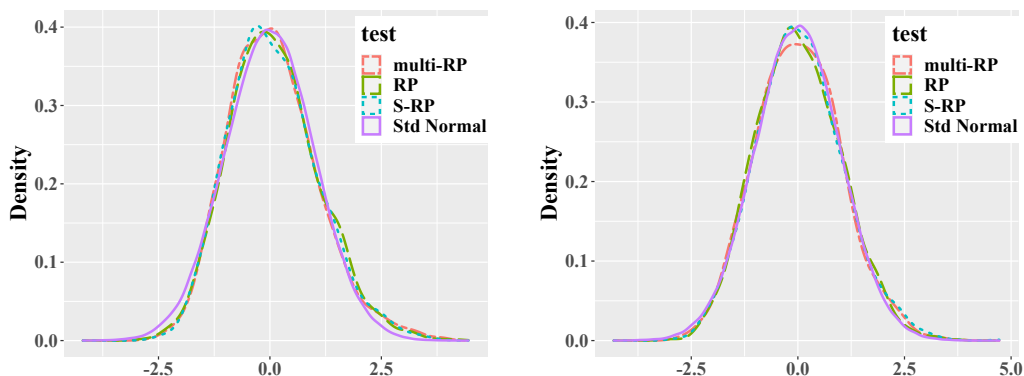 0.4
0.3
0.2
0.1
0.0
Density
-2.5
0.0
2.5
test
multi-RP
RP
S-RP
Std Normal
0.4
0.3
0.2
0.1
0.0
Density
-2.5
0.0
2.5
5.0
test
multi-RP
RP
S-RP
Std Normal